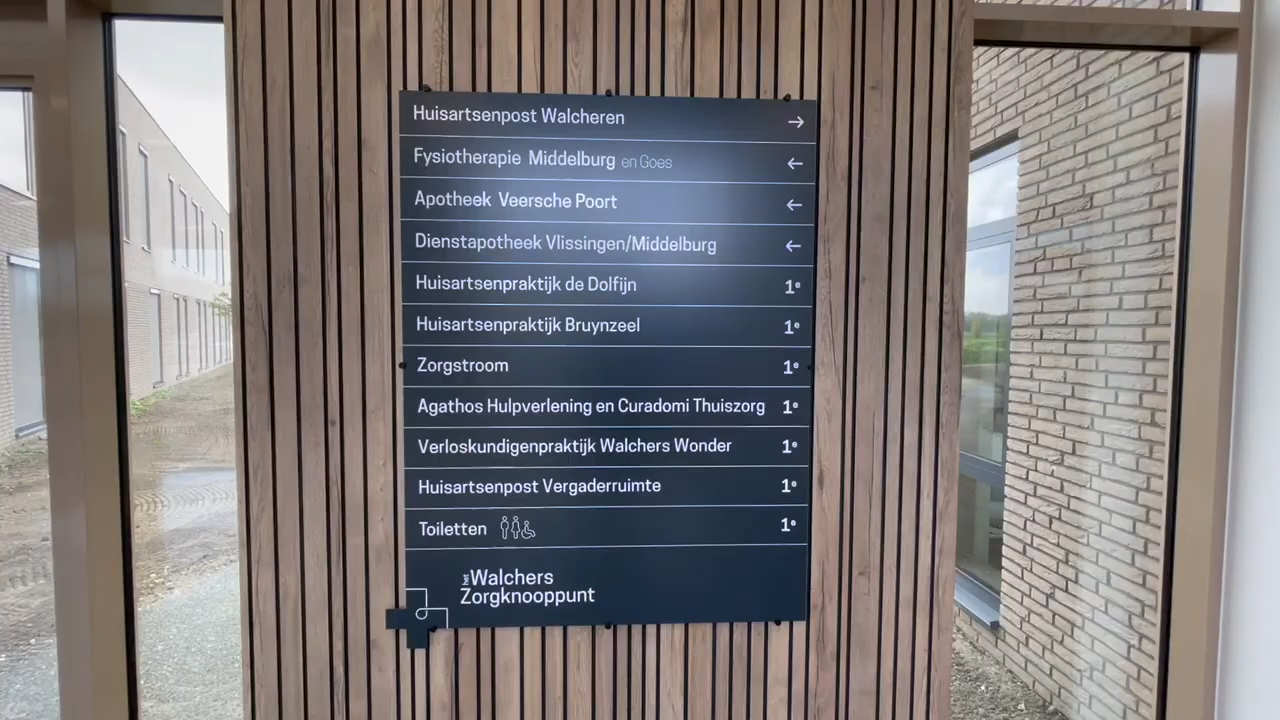 Huisartsenpost Walcheren →
Fysiotherapie Middelburg en Goes ←
Apotheek Veersche Poort ←
Dienstapotheek Vlissingen/Middelburg ←
Huisartsenpraktijk de Dolfijn 1e
Huisartsenpraktijk Bruynzeel 1e
Zorgstroom 1e
Agathos Hulpverlening en Curadomi Thuiszorg 1e
Verloskundigenpraktijk Walchers Wonder 1e
Huisartsenpost Vergaderruimte 1e
Toiletten 1e
het Walchers
Zorgknooppunt